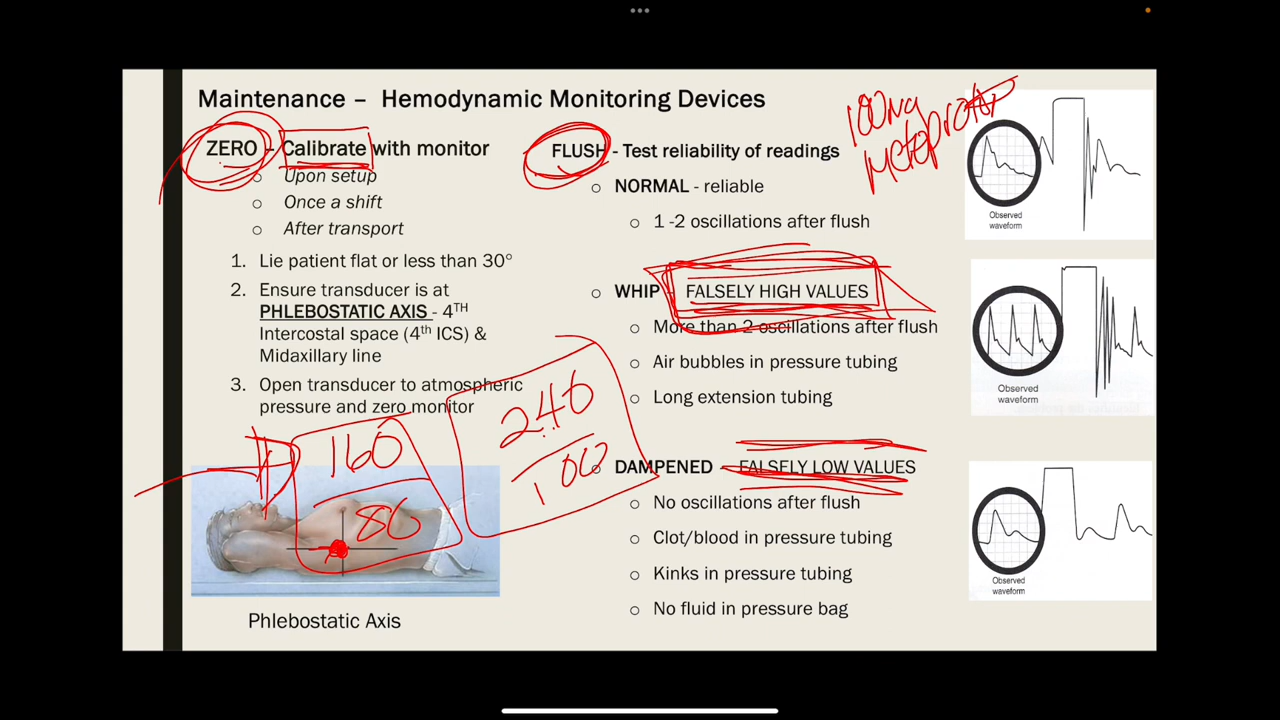 Maintenance – Hemodynamic Monitoring Devices
ZERO - Calibrate with monitor
o Upon setup
o Once a shift
o After transport
1. Lie patient flat or less than 30°
2. Ensure transducer is at
PHLEBOSTATIC AXIS - 4TH
Intercostal space (4th ICS) &
Midaxillary line
3. Open transducer to atmospheric
pressure and zero monitor
160
80
240
100
Phlebostatic Axis
FLUSH - Test reliability of readings
o NORMAL - reliable
o 1 -2 oscillations after flush
o WHIP - FALSELY HIGH VALUES
o More than 2 oscillations after flush
o Air bubbles in pressure tubing
o Long extension tubing
o DAMPENED - FALSELY LOW VALUES
o No oscillations after flush
o Clot/blood in pressure tubing
o Kinks in pressure tubing
o No fluid in pressure bag
100mg
Observed
waveform
Observed
waveform
Observed
waveform